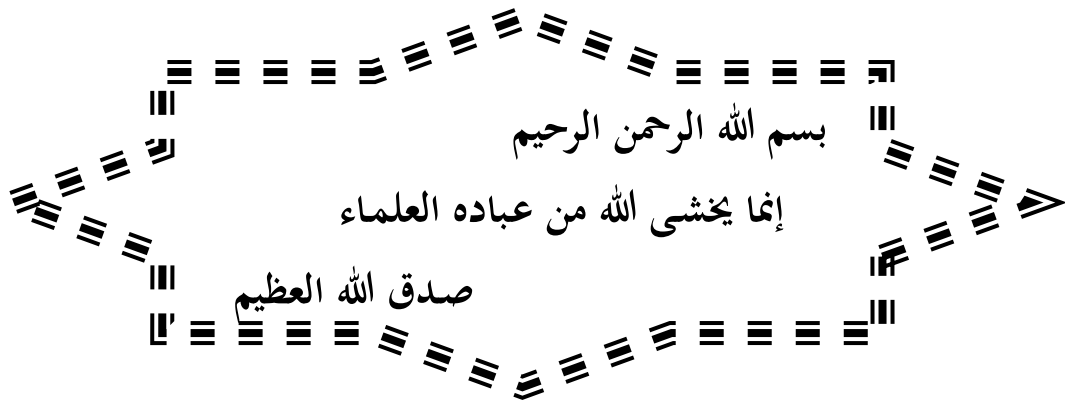 بسم الله الرحمن الرحيم
إنما يخشى الله من عباده العلماء
صدق الله العظيم